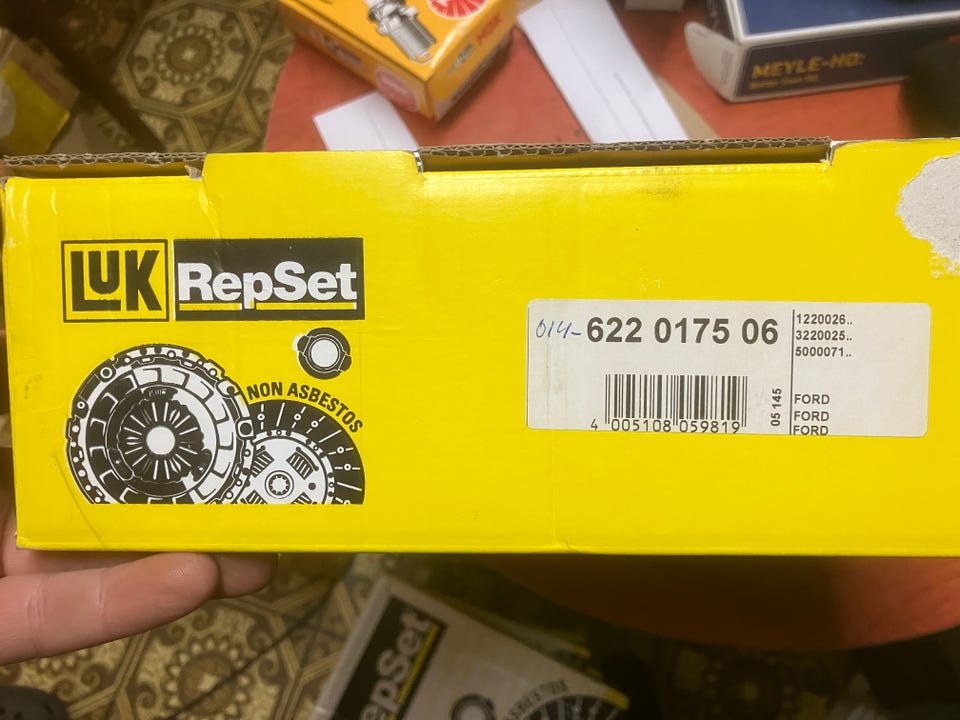 MEYLE-HD:
LUK RepSet
NON ASBESTOS
014-622 0175 06
1220026..
3220025..
5000071..
4 005108 059819
05 145
FORD
FORD
FORD
epSet